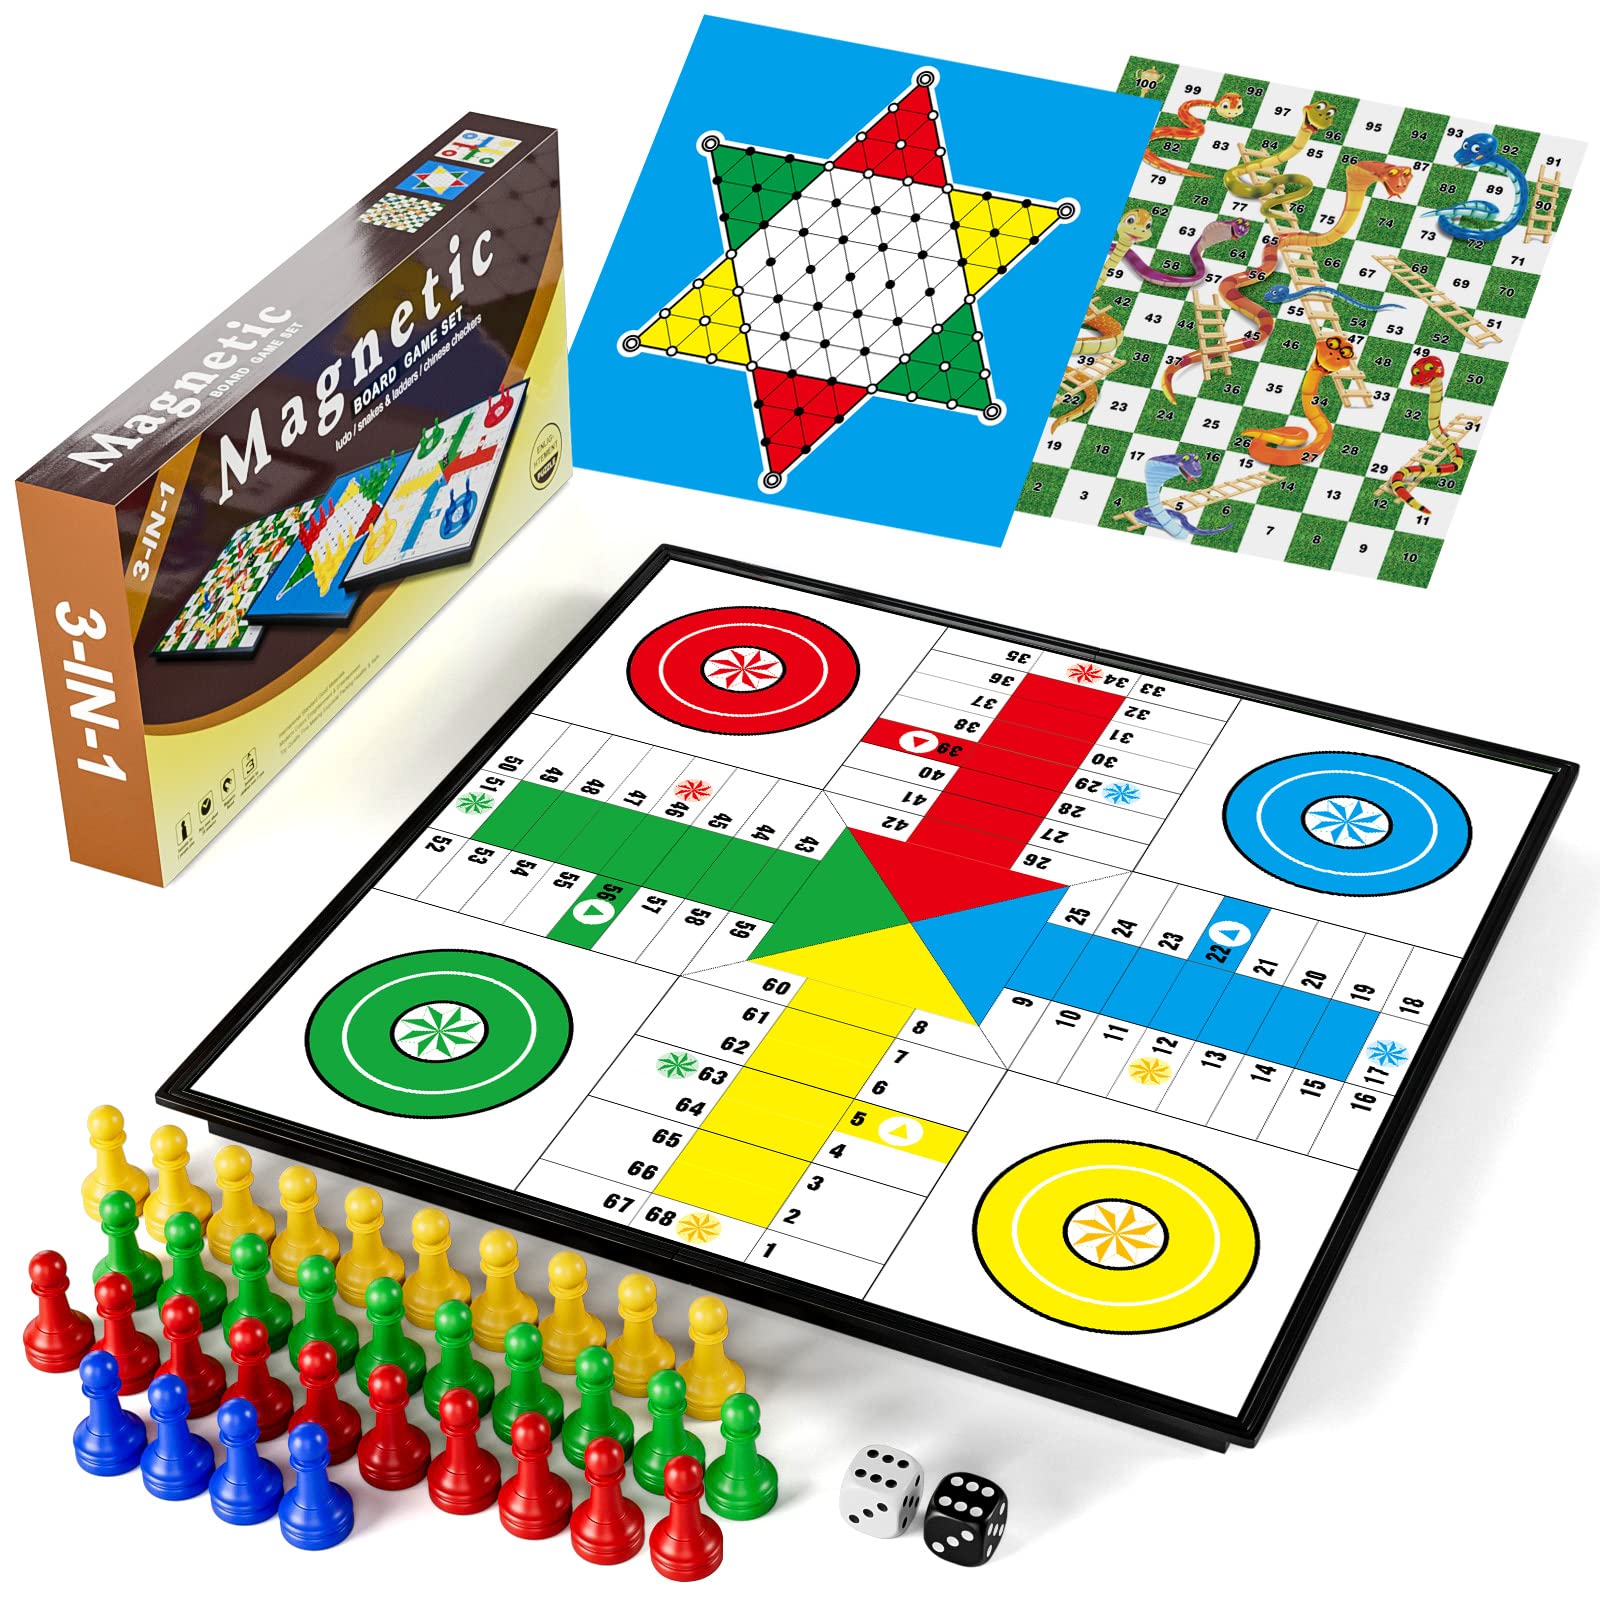 Magnetic
BOARD GAME SET
3-IN-1
3-IN-1
Magnetic
BOARD GAME SET
ludo / snakes & ladders / chinese checkers
100 99 98 97 96 95 94 93 92 91
82 83 84 85 86 87 88 89 90
79 78 77 76 75 74 73 72 71
62 63 64 65 66 67 68 69 70
59 58 57 56 55 54 53 52 51
42 43 44 45 46 47 48 49 50
39 38 37 36 35 34 33 32 31
22 23 24 25 26 27 28 29 30
19 18 17 16 15 14 13 12 11
2 3 4 5 6 7 8 9 10
35 34 33
36 32
37 31
38 30
39 29
40 28
41 27
42 26
50 49 48 47 46 45 44 43
51
52 53 54 55 56 57 58 59
25 24 23 22 21 20 19 18
17
9 10 11 12 13 14 15 16
60 8
61 7
62 6
63 5
64 4
65 3
66 2
67 68 1